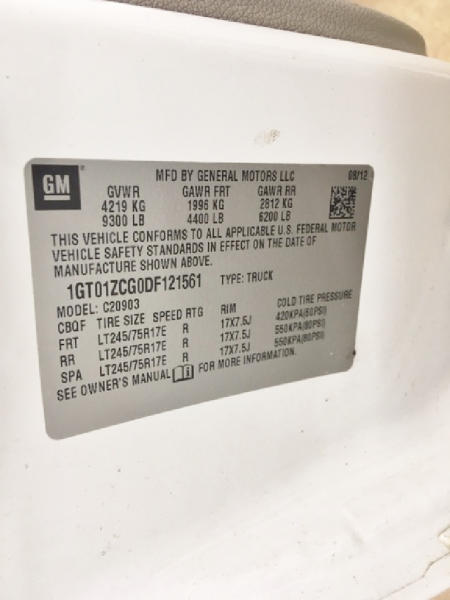 GM
MFD BY GENERAL MOTORS LLC 08/12
GVWR GAWR FRT GAWR RR
4219 KG 1996 KG 2812 KG
9300 LB 4400 LB 6200 LB
THIS VEHICLE CONFORMS TO ALL APPLICABLE U.S. FEDERAL MOTOR
VEHICLE SAFETY STANDARDS IN EFFECT ON THE DATE OF
MANUFACTURE SHOWN ABOVE.
1GT01ZCG0DF121561 TYPE: TRUCK
MODEL: C20903
CBQF TIRE SIZE SPEED RTG RIM COLD TIRE PRESSURE
FRT LT245/75R17E R 17X7.5J 420KPA(60PSI)
RR LT245/75R17E R 17X7.5J 550KPA(80PSI)
SPA LT245/75R17E R 17X7.5J 550KPA(80PSI)
SEE OWNER'S MANUAL FOR MORE INFORMATION.